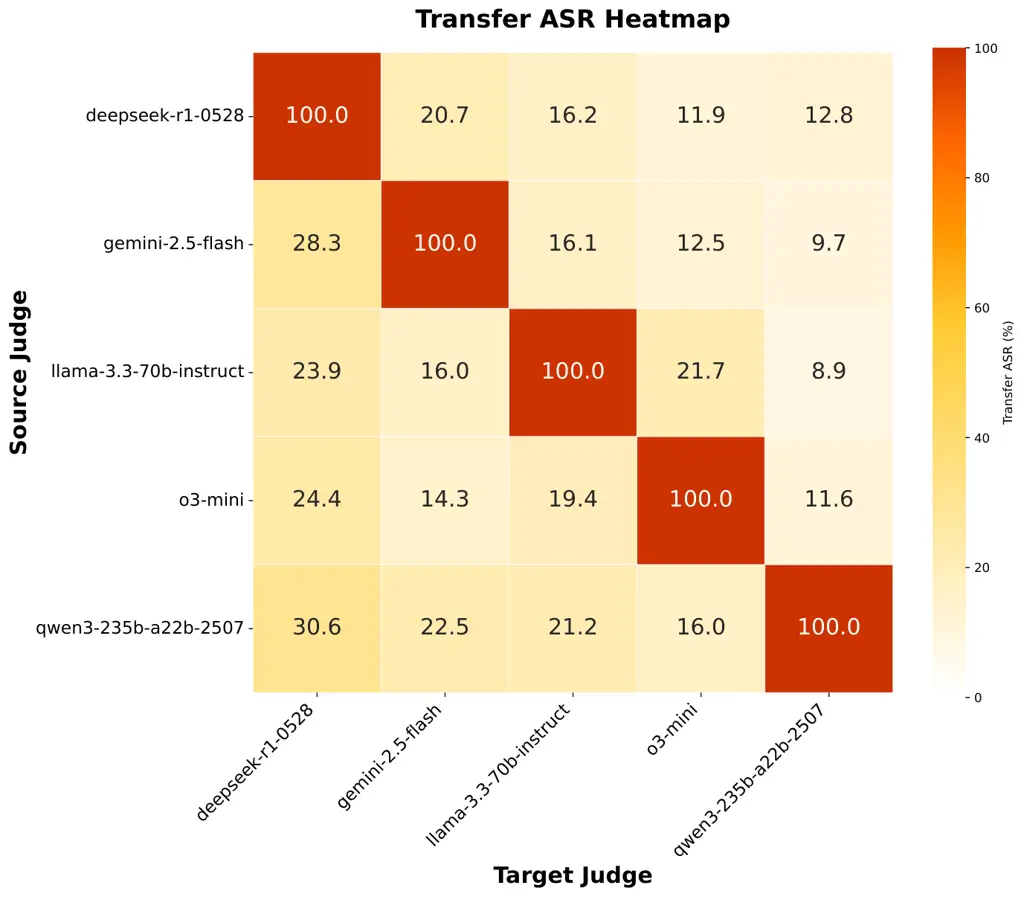 Transfer ASR Heatmap
Source Judge
deepseek-r1-0528
100.0 20.7 16.2 11.9 12.8
gemini-2.5-flash
28.3 100.0 16.1 12.5 9.7
llama-3.3-70b-instruct
23.9 16.0 100.0 21.7 8.9
o3-mini
24.4 14.3 19.4 100.0 11.6
qwen3-235b-a22b-2507
30.6 22.5 21.2 16.0 100.0
deepseek-r1-0528
gemini-2.5-flash
llama-3.3-70b-instruct
o3-mini
qwen3-235b-a22b-2507
Target Judge
100
80
60
40
20
0
Transfer ASR (%)